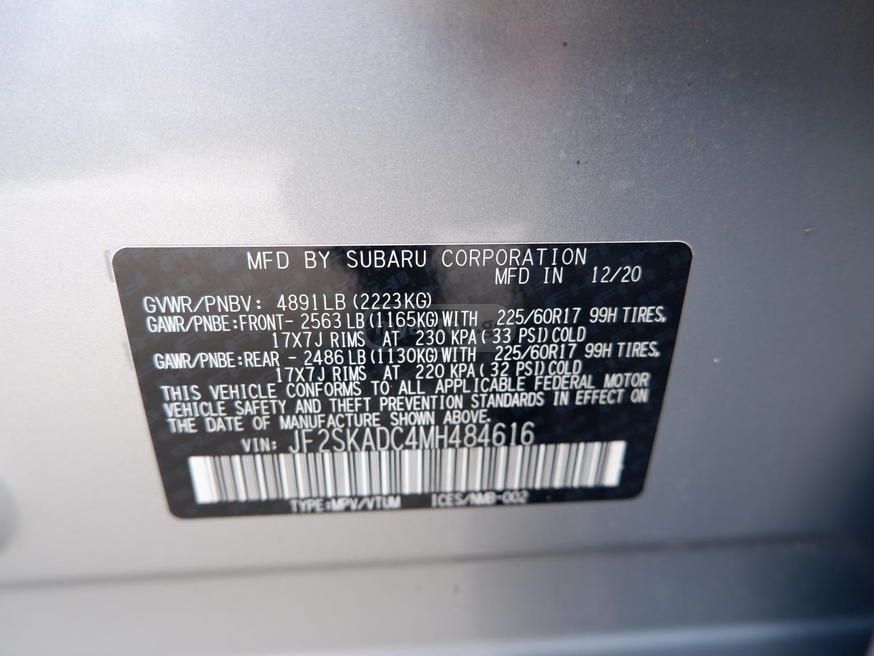 MFD BY SUBARU CORPORATION
MFD IN 12/20
GVWR/PNBV: 4891LB (2223KG)
GAWR/PNBE:FRONT- 2563 LB (1165KG) WITH 225/60R17 99H TIRES,
17X7J RIMS AT 230 KPA (33 PSI) COLD
GAWR/PNBE:REAR - 2486 LB (1130KG) WITH 225/60R17 99H TIRES,
17X7J RIMS AT 220 KPA (32 PSI) COLD
THIS VEHICLE CONFORMS TO ALL APPLICABLE FEDERAL MOTOR
VEHICLE SAFETY AND THEFT PREVENTION STANDARDS IN EFFECT ON
THE DATE OF MANUFACTURE SHOWN ABOVE.
VIN: JF2SKADC4MH484616
TYPE:MPV/VTUM ICES/NMB-002